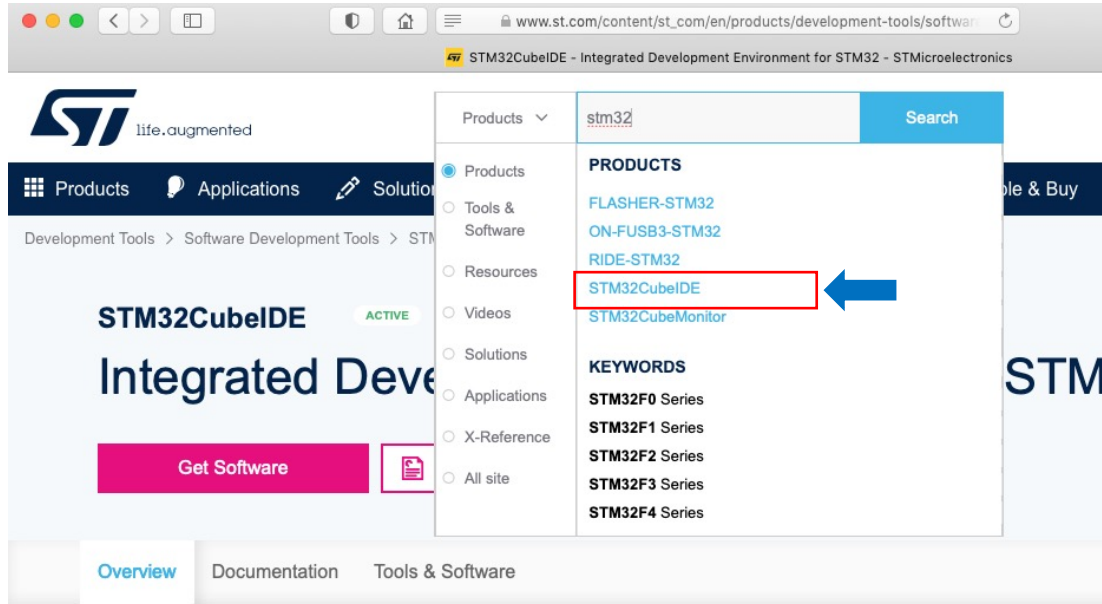 www.st.com/content/st_com/en/products/development-tools/softwar
STM32CubeIDE - Integrated Development Environment for STM32 - STMicroelectronics
ST life.augmented
Products stm32 Search
Products Applications Solution ple & Buy
Development Tools > Software Development Tools > STM
STM32CubeIDE ACTIVE
Integrated Deve STM
Get Software
Products
Tools &
Software
Resources
Videos
Solutions
Applications
X-Reference
All site
PRODUCTS
FLASHER-STM32
ON-FUSB3-STM32
RIDE-STM32
STM32CubeIDE
STM32CubeMonitor
KEYWORDS
STM32F0 Series
STM32F1 Series
STM32F2 Series
STM32F3 Series
STM32F4 Series
Overview Documentation Tools & Software